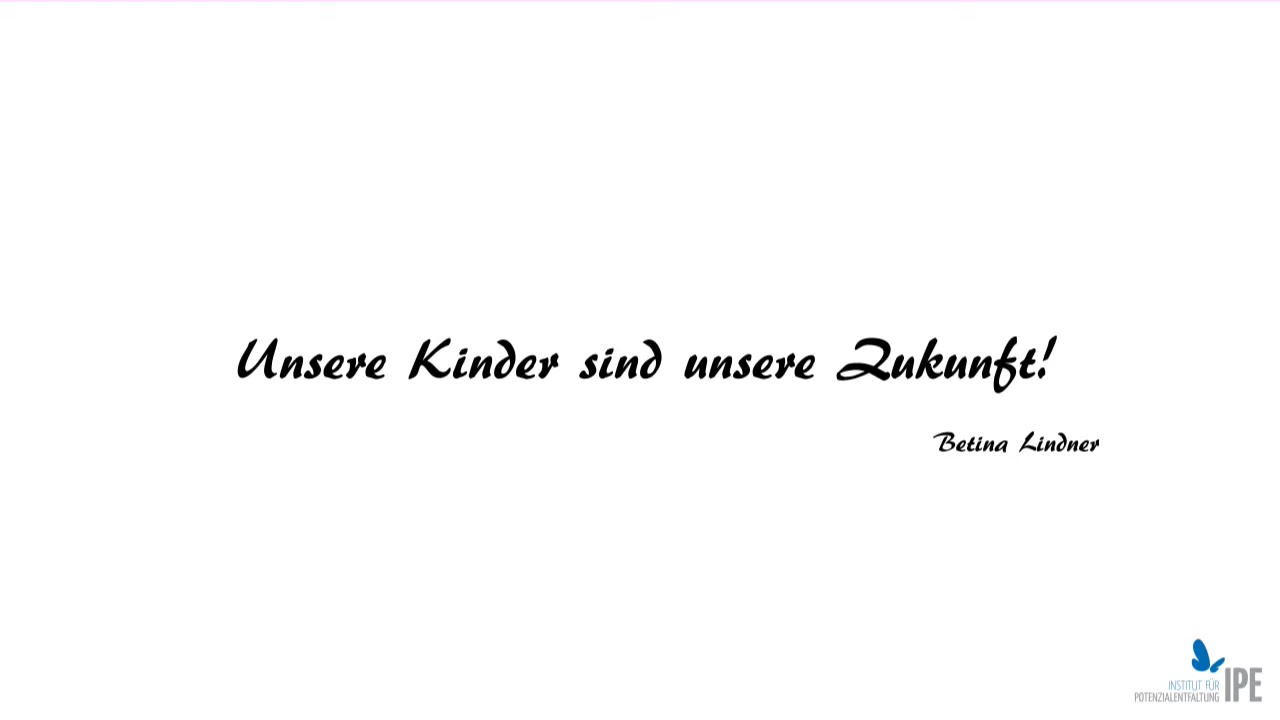 Unsere Kinder sind unsere Zukunft!
Betina Lindner
INSTITUT FÜR
POTENZIALENTFALTUNG IPE